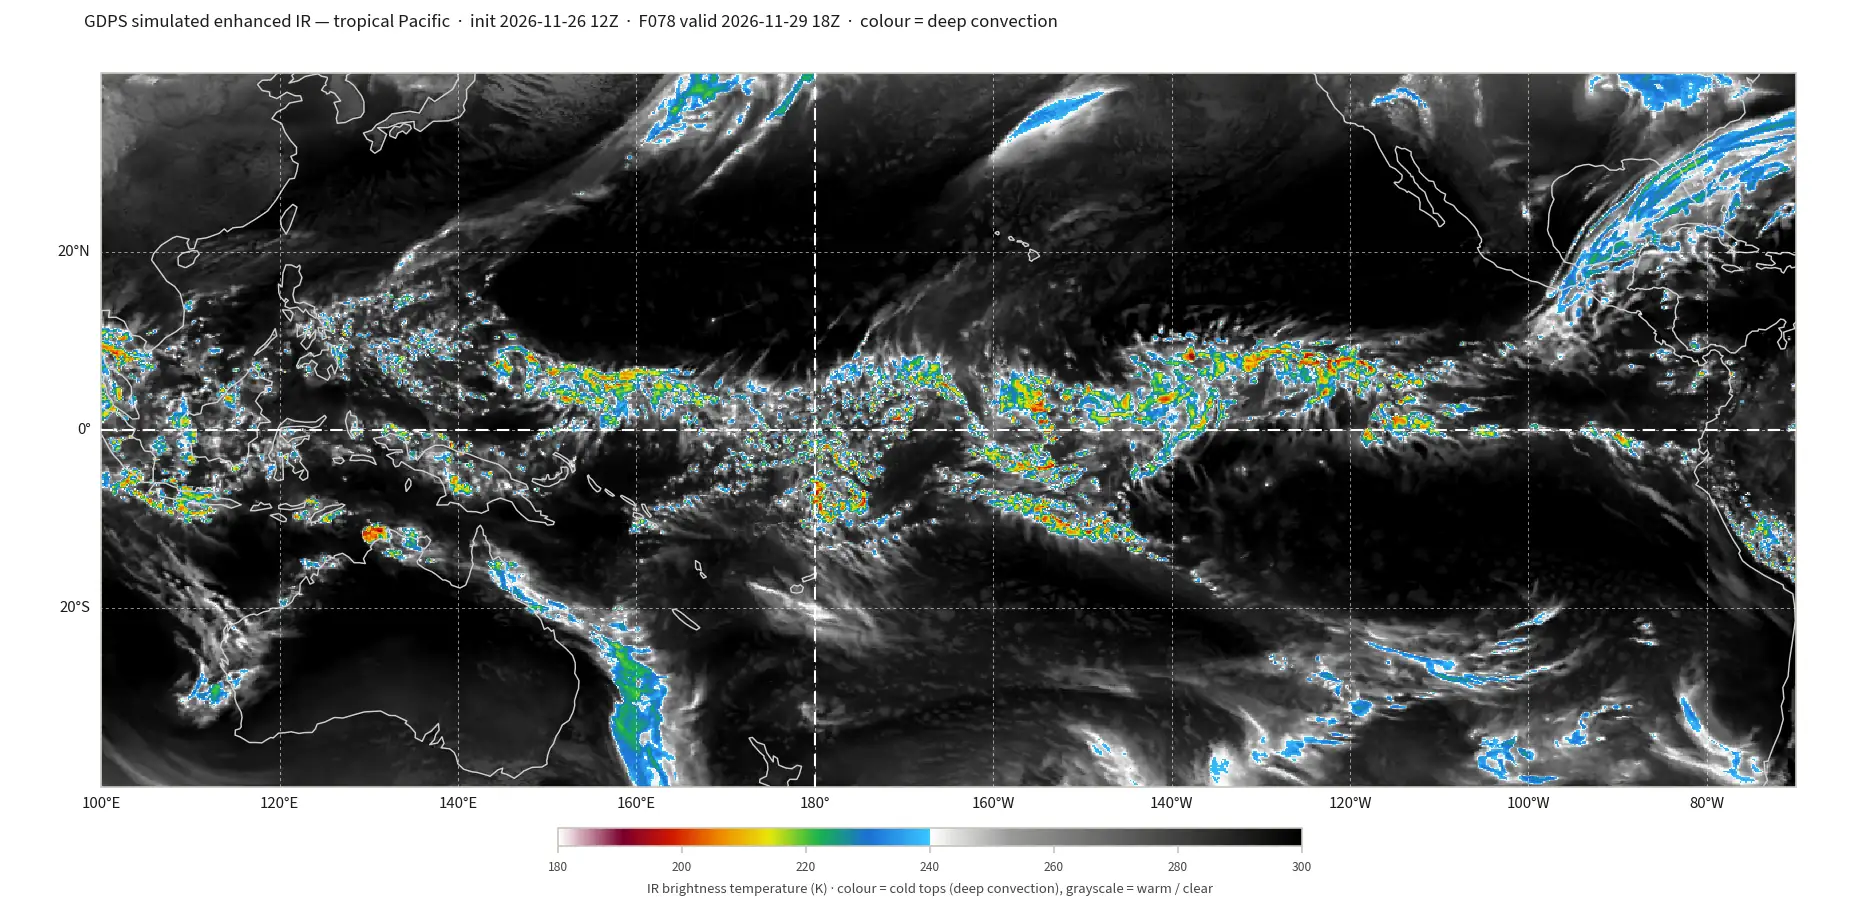 GDPS simulated enhanced IR — tropical Pacific · init 2026-11-26 12Z · F078 valid 2026-11-29 18Z · colour = deep convection
20°N
0°
20°S
100°E 120°E 140°E 160°E 180° 160°W 140°W 120°W 100°W 80°W
180 200 220 240 260 280 300
IR brightness temperature (K) · colour = cold tops (deep convection), grayscale = warm / clear